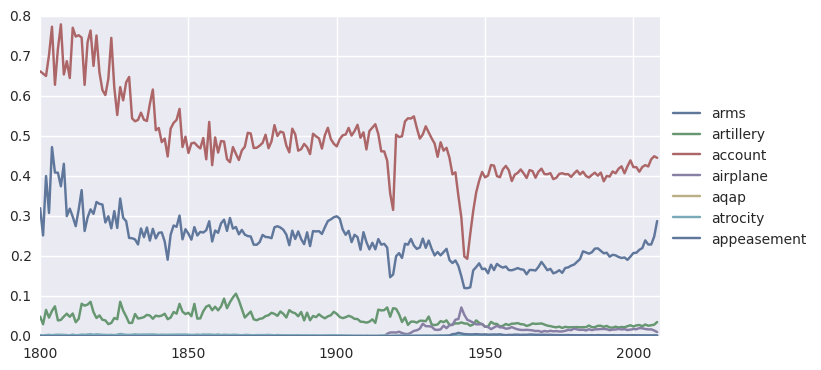 0.8
0.7
0.6
0.5
0.4
0.3
0.2
0.1
0.0
1800 1850 1900 1950 2000
arms
artillery
account
airplane
aqap
atrocity
appeasement